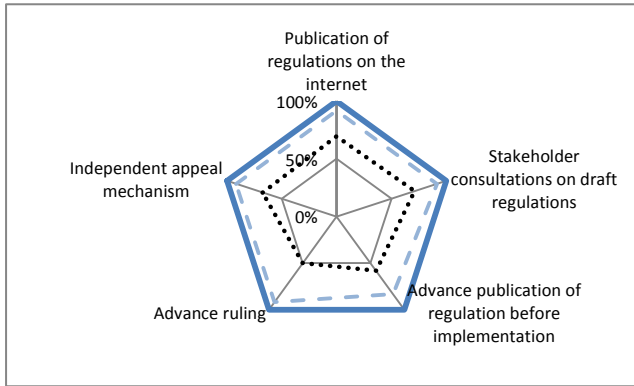 Publication of
regulations on the
internet
100%
50%
0%
Stakeholder
consultations on draft
regulations
Advance publication of
regulation before
implementation
Advance ruling
Independent appeal
mechanism